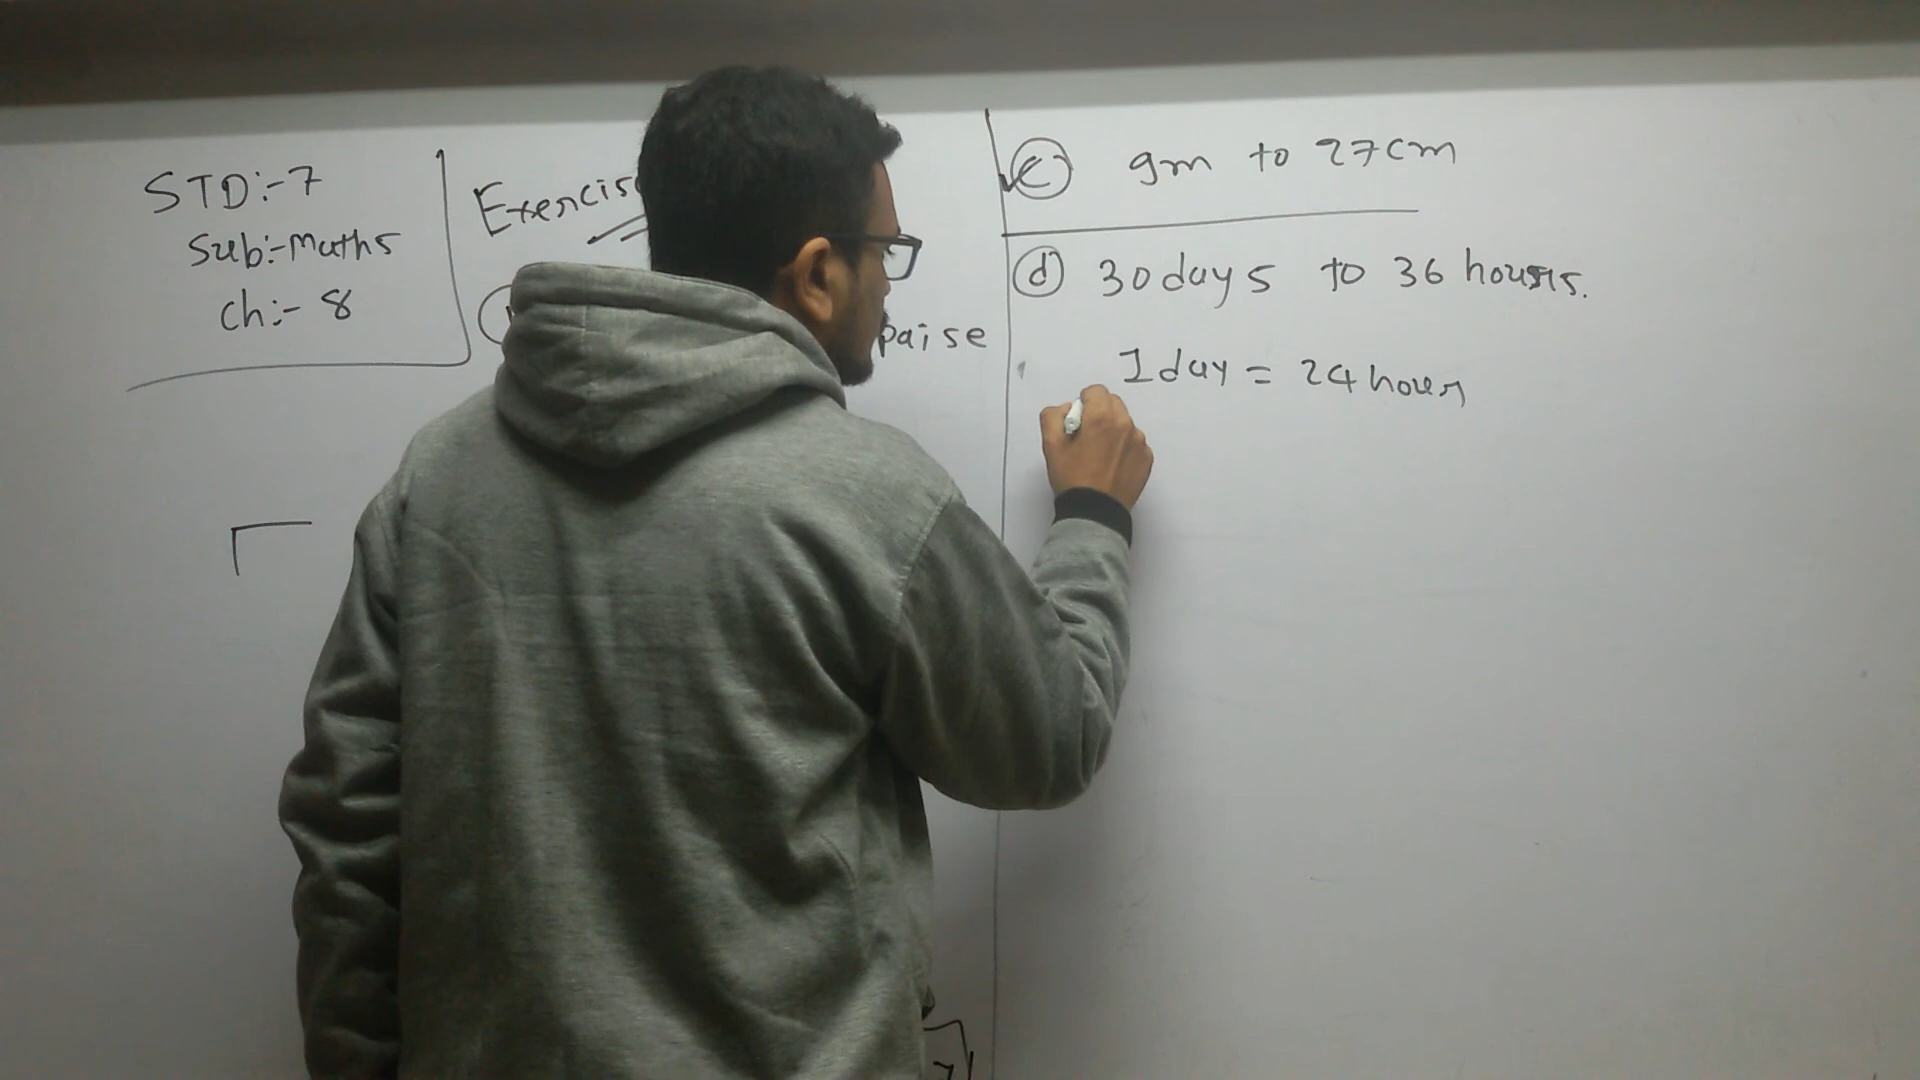 STD:-7
Sub:-Maths
Ch:- 8
Exercis
paise
(c) 9m to 27cm
(d) 30 days to 36 hours.
1 day = 24 hour